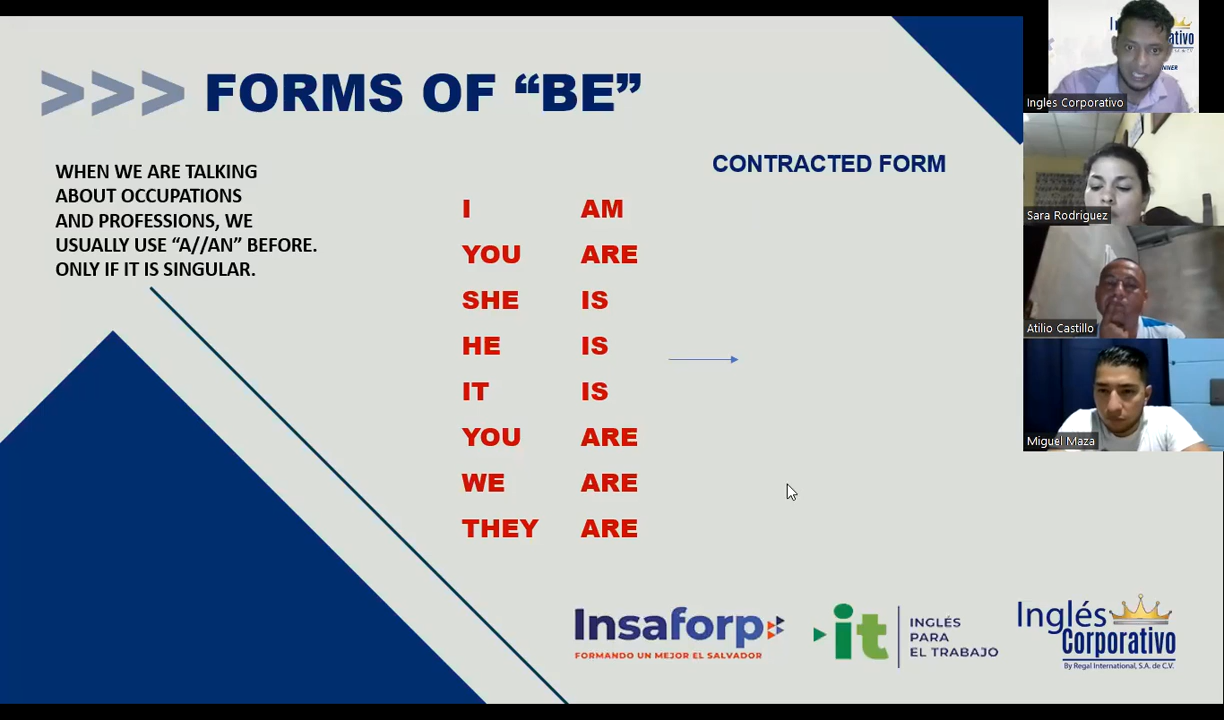 >>> FORMS OF “BE”
WHEN WE ARE TALKING
ABOUT OCCUPATIONS
AND PROFESSIONS, WE
USUALLY USE “A//AN” BEFORE.
ONLY IF IT IS SINGULAR.
CONTRACTED FORM
I AM
YOU ARE
SHE IS
HE IS
IT IS
YOU ARE
WE ARE
THEY ARE
Insaforp
FORMANDO UN MEJOR EL SALVADOR
it
INGLÉS
PARA
EL TRABAJO
Inglés
Corporativo
By Regal International, S.A. de C.V.
Ingles Corporativo
Sara Rodriguez
Atilio Castillo
Miguel Maza